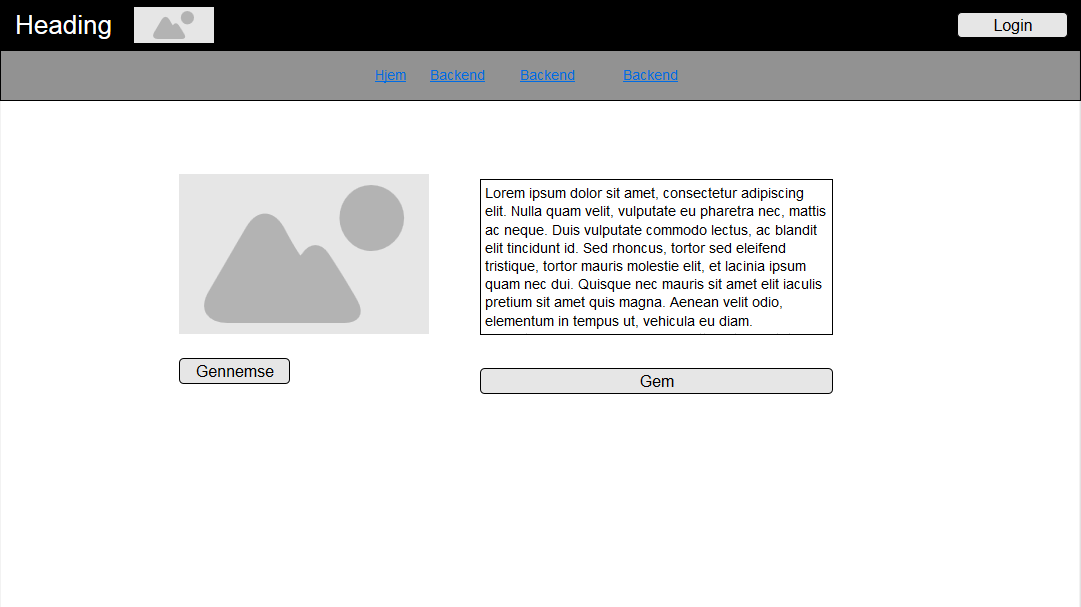 Heading
Login
Hjem Backend Backend Backend
Lorem ipsum dolor sit amet, consectetur adipiscing
elit. Nulla quam velit, vulputate eu pharetra nec, mattis
ac neque. Duis vulputate commodo lectus, ac blandit
elit tincidunt id. Sed rhoncus, tortor sed eleifend
tristique, tortor mauris molestie elit, et lacinia ipsum
quam nec dui. Quisque nec mauris sit amet elit iaculis
pretium sit amet quis magna. Aenean velit odio,
elementum in tempus ut, vehicula eu diam.
Gennemse
Gem